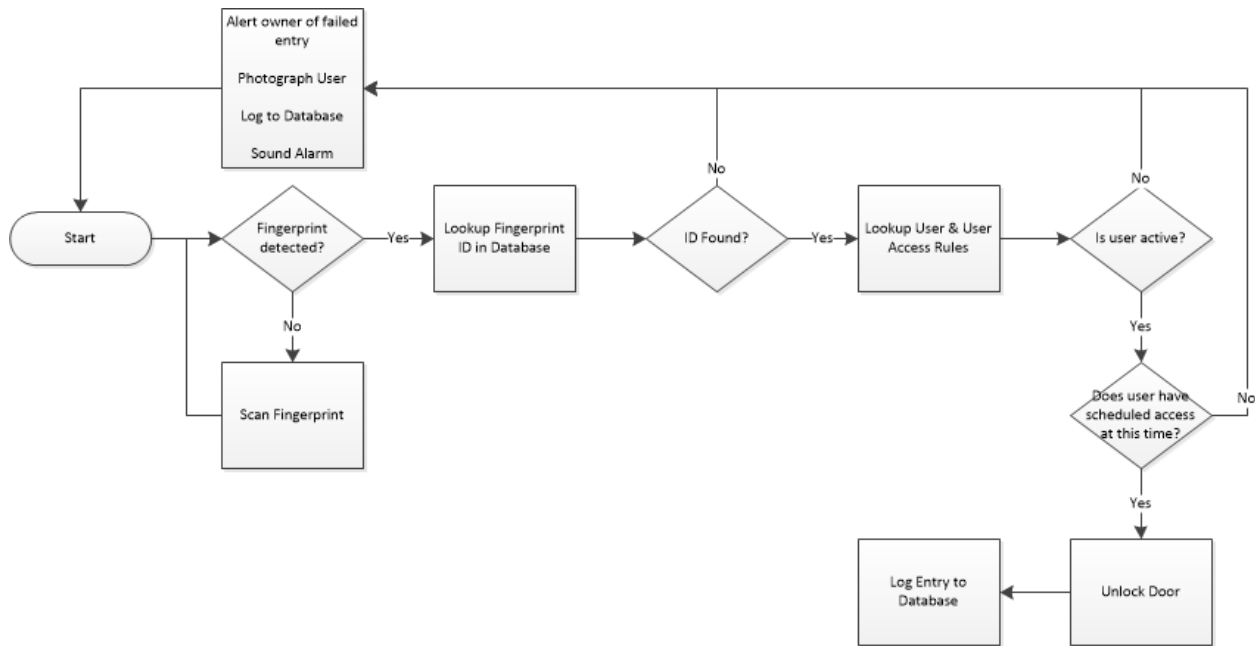 Alert owner of failed
entry
Photograph User
Log to Database
Sound Alarm
No
No
Start
Fingerprint
detected?
Yes
Lookup Fingerprint
ID in Database
ID Found?
Yes
Lookup User & User
Access Rules
Is user active?
No
Yes
Scan Fingerprint
Does user have
scheduled access
at this time?
No
Yes
Log Entry to
Database
Unlock Door